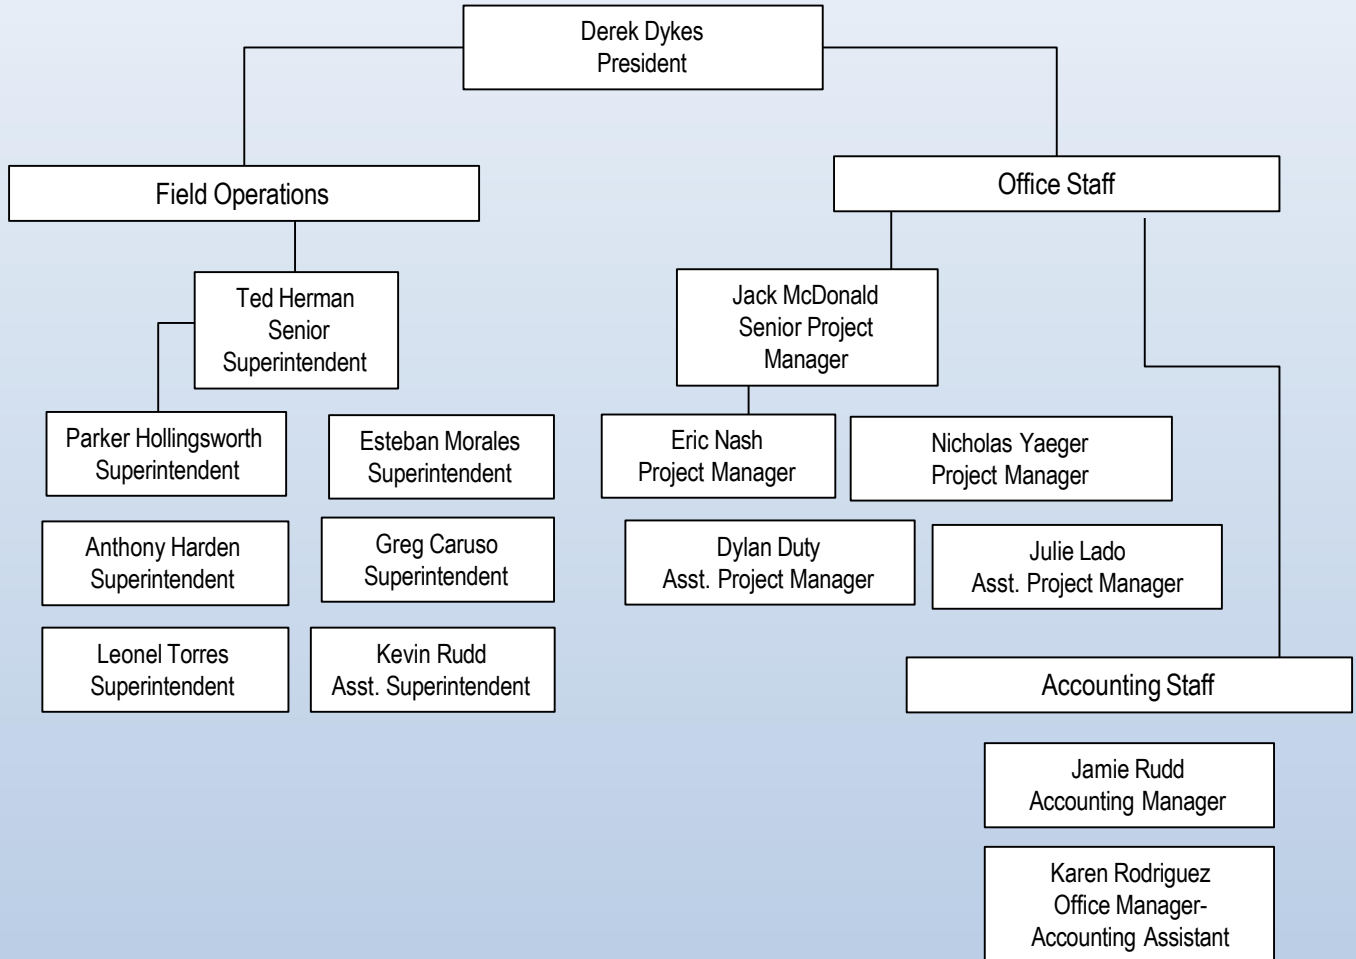 Derek Dykes
President
Field Operations
Office Staff
Ted Herman
Senior
Superintendent
Jack McDonald
Senior Project
Manager
Parker Hollingsworth
Superintendent
Esteban Morales
Superintendent
Eric Nash
Project Manager
Nicholas Yaeger
Project Manager
Anthony Harden
Superintendent
Greg Caruso
Superintendent
Dylan Duty
Asst. Project Manager
Julie Lado
Asst. Project Manager
Leonel Torres
Superintendent
Kevin Rudd
Asst. Superintendent
Accounting Staff
Jamie Rudd
Accounting Manager
Karen Rodriguez
Office Manager-
Accounting Assistant